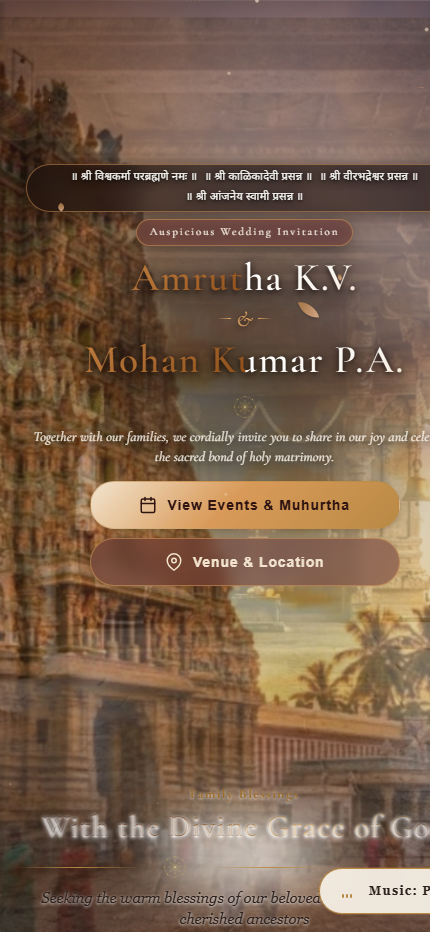 ॥ श्री विश्वकर्मा परब्रह्मणे नमः ॥ ॥ श्री काळिकादेवी प्रसन्न ॥ ॥ श्री वीरभद्रेश्वर प्रसन्न ॥
॥ श्री आंजनेय स्वामी प्रसन्न ॥
Auspicious Wedding Invitation
Amrutha K.V.
&
Mohan Kumar P.A.
Together with our families, we cordially invite you to share in our joy and cele
the sacred bond of holy matrimony.
View Events & Muhurtha
Venue & Location
Family Blessing
With the Divine Grace of Go
Seeking the warm blessings of our beloved
cherished ancestors
Music: P